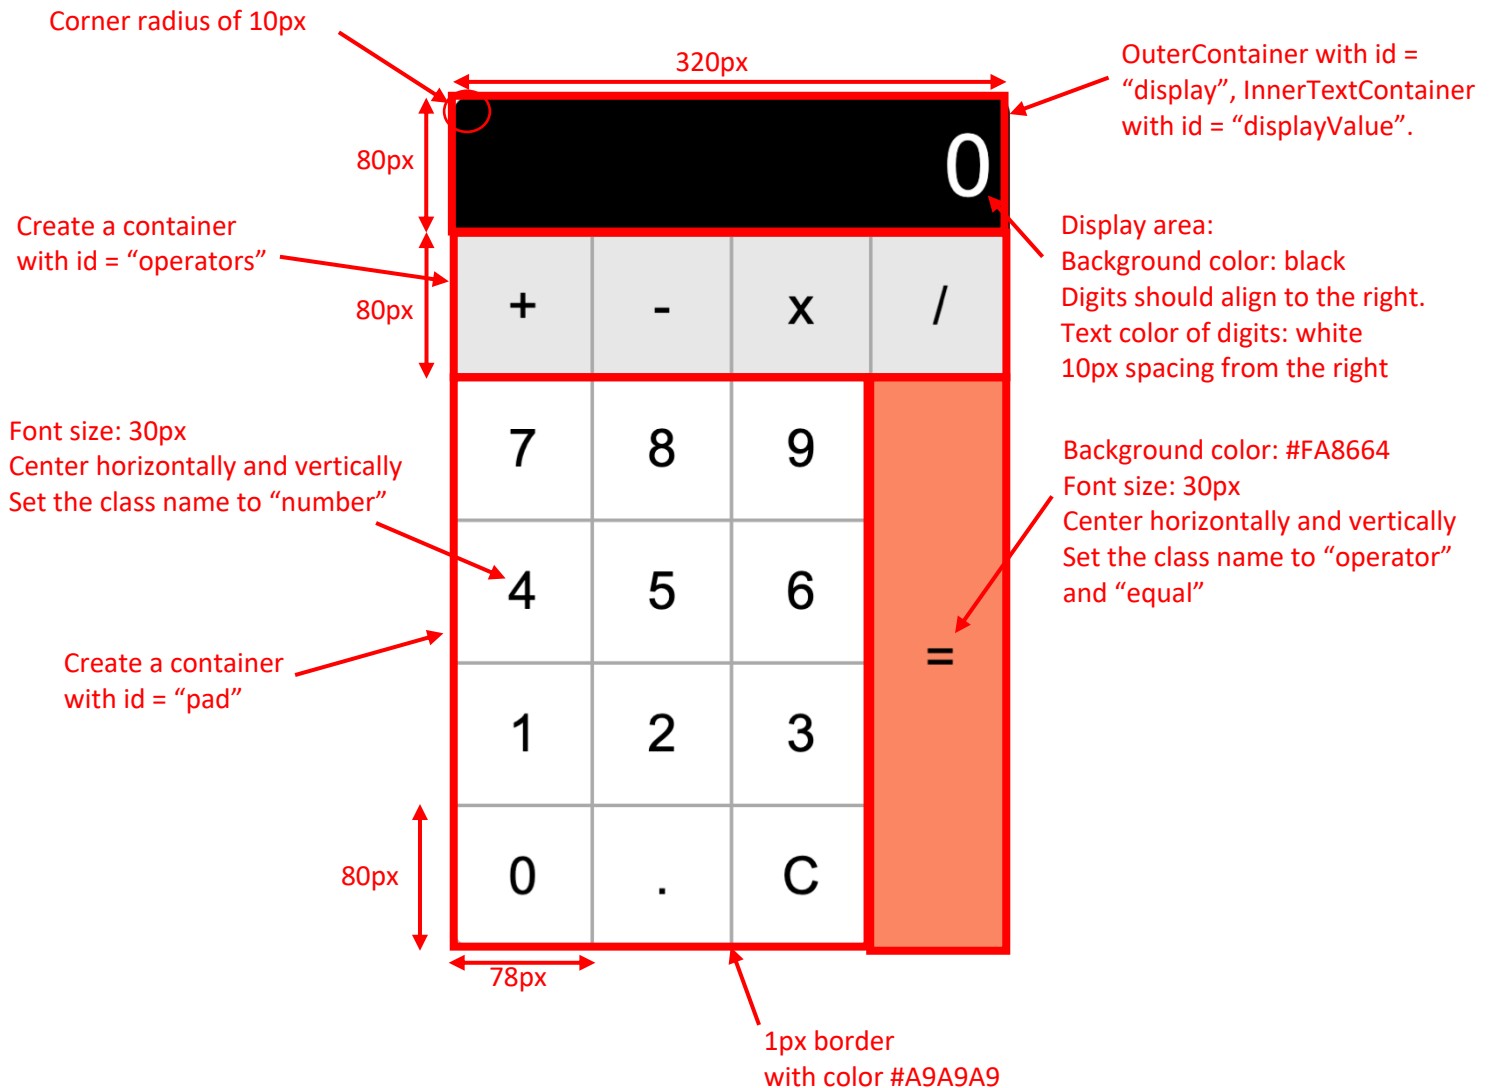 Corner radius of 10px
320px
OuterContainer with id =
“display”, InnerTextContainer
with id = “displayValue”.
80px
0
Create a container
with id = “operators”
Display area:
Background color: black
Digits should align to the right.
Text color of digits: white
10px spacing from the right
80px
+ - x /
Font size: 30px
Center horizontally and vertically
Set the class name to “number”
7 8 9
Background color: #FA8664
Font size: 30px
Center horizontally and vertically
Set the class name to “operator”
and “equal”
4 5 6
=
Create a container
with id = “pad”
1 2 3
80px
0 . C
78px
1px border
with color #A9A9A9